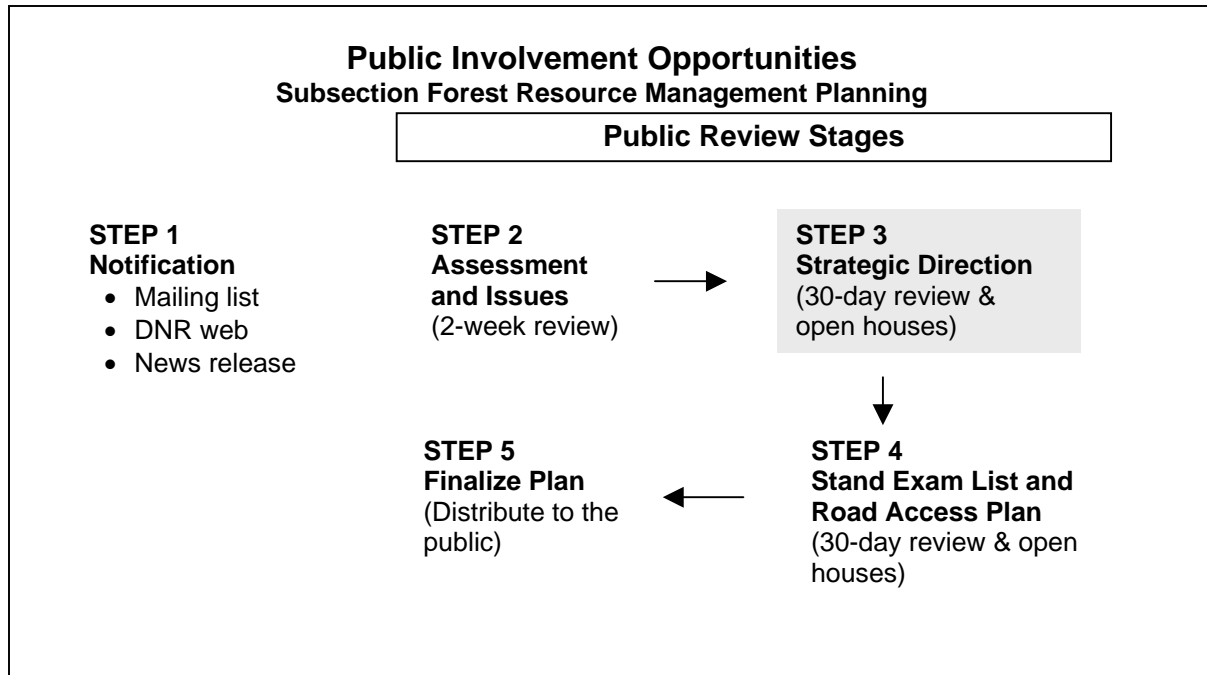 Public Involvement Opportunities
Subsection Forest Resource Management Planning
Public Review Stages
STEP 1
Notification
• Mailing list
• DNR web
• News release
STEP 2
Assessment
and Issues
(2-week review)
STEP 3
Strategic Direction
(30-day review &
open houses)
STEP 4
Stand Exam List and
Road Access Plan
(30-day review & open
houses)
STEP 5
Finalize Plan
(Distribute to the
public)